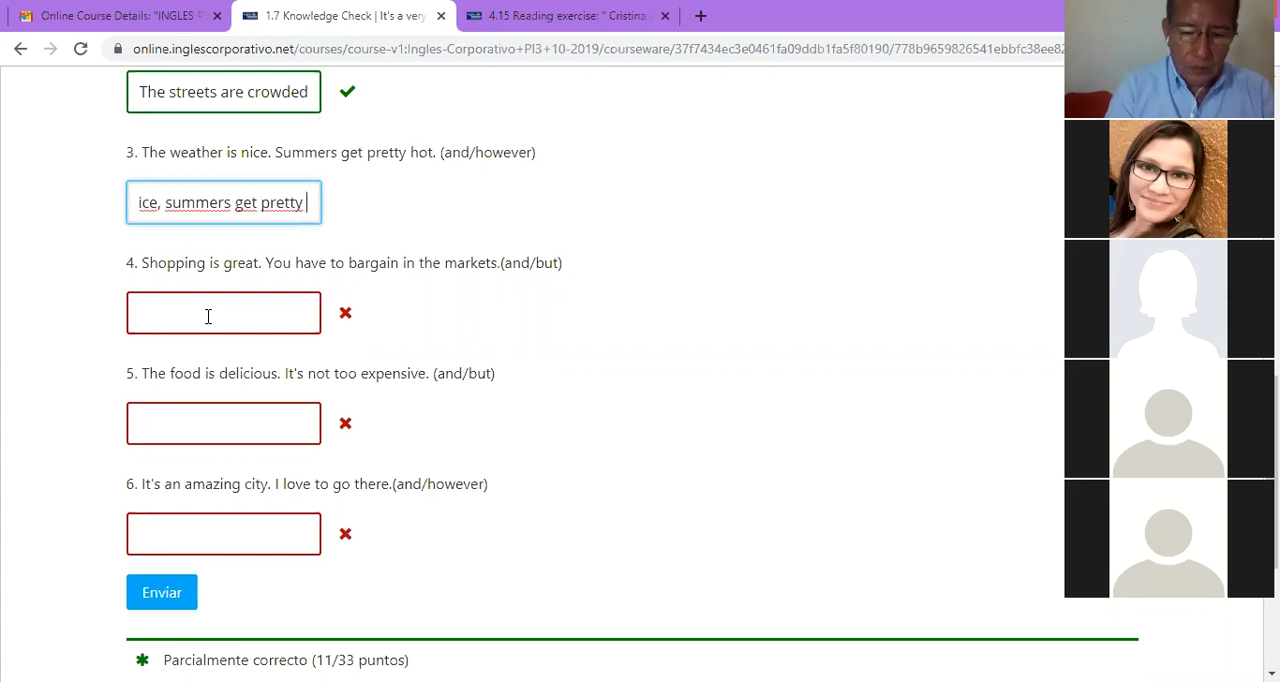 Online Course Details: "INGLES P
1.7 Knowledge Check | It's a very
4.15 Reading exercise: " Cristina
online.inglescorporativo.net/courses/course-v1:Ingles-Corporativo+PI3+10-2019/courseware/37f7434ec3e0461fa09ddb1fa5f80190/778b9659826541ebbfc38ee82
The streets are crowded
3. The weather is nice. Summers get pretty hot. (and/however)
ice, summers get pretty
4. Shopping is great. You have to bargain in the markets.(and/but)
5. The food is delicious. It's not too expensive. (and/but)
6. It's an amazing city. I love to go there.(and/however)
Enviar
Parcialmente correcto (11/33 puntos)